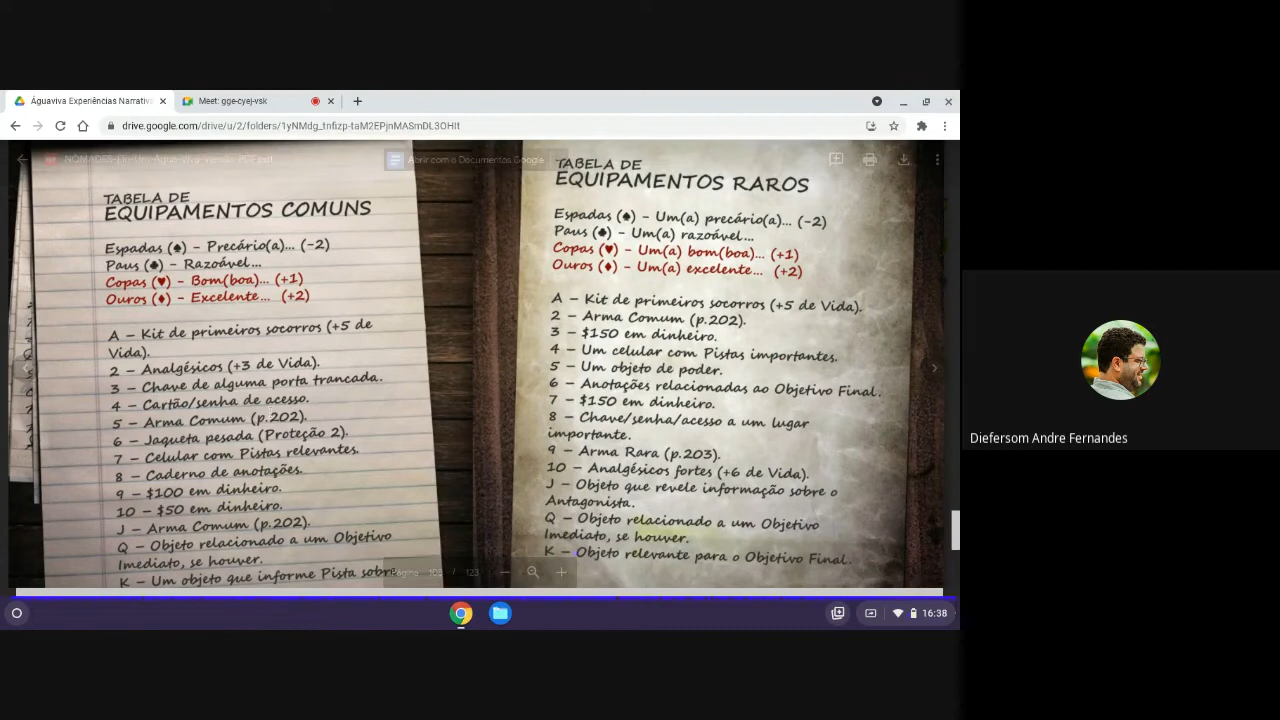 Águaviva Experiências Narrativa
Meet: gge-cyej-vsk
drive.google.com/drive/u/2/folders/1yNMdg_tnfizp-taM2EPjnMASmDL3OHIt
Abrir com o Documentos Google
TABELA DE
EQUIPAMENTOS COMUNS
Espadas (♠) – Precário(a)... (-2)
Paus (♣) – Razoável...
Copas (♥) – Bom(boa)... (+1)
Ouros (♦) – Excelente... (+2)
A – Kit de primeiros socorros (+5 de
Vida).
2 – Analgésicos (+3 de Vida).
3 – Chave de alguma porta trancada.
4 – Cartão/senha de acesso.
5 – Arma Comum (p.202).
6 – Jaqueta pesada (Proteção 2).
7 – Celular com Pistas relevantes.
8 – Caderno de anotações.
9 – $100 em dinheiro.
10 – $50 em dinheiro.
J – Arma Comum (p.202).
Q – Objeto relacionado a um Objetivo
Imediato, se houver.
K – Um objeto que informe Pista sobre
TABELA DE
EQUIPAMENTOS RAROS
Espadas (♠) – Um(a) precário(a)... (-2)
Paus (♣) – Um(a) razoável...
Copas (♥) – Um(a) bom(boa)... (+1)
Ouros (♦) – Um(a) excelente... (+2)
A – Kit de primeiros socorros (+5 de Vida).
2 – Arma Comum (p.202).
3 – $150 em dinheiro.
4 – Um celular com Pistas importantes.
5 – Um objeto de poder.
6 – Anotações relacionadas ao Objetivo Final.
7 – $150 em dinheiro.
8 – Chave/senha/acesso a um lugar
importante.
9 – Arma Rara (p.203).
10 – Analgésicos fortes (+6 de Vida).
J – Objeto que revele informação sobre o
Antagonista.
Q – Objeto relacionado a um Objetivo
Imediato, se houver.
K – Objeto relevante para o Objetivo Final.
Página / 123
16:38
Diefersom Andre Fernandes